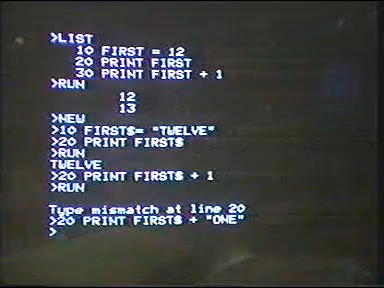 >LIST
10 FIRST = 12
20 PRINT FIRST
30 PRINT FIRST + 1
>RUN
12
13
>NEW
>10 FIRST$= "TWELVE"
>20 PRINT FIRST$
>RUN
TWELVE
>20 PRINT FIRST$ + 1
>RUN
Type mismatch at line 20
>20 PRINT FIRST$ + "ONE"
>